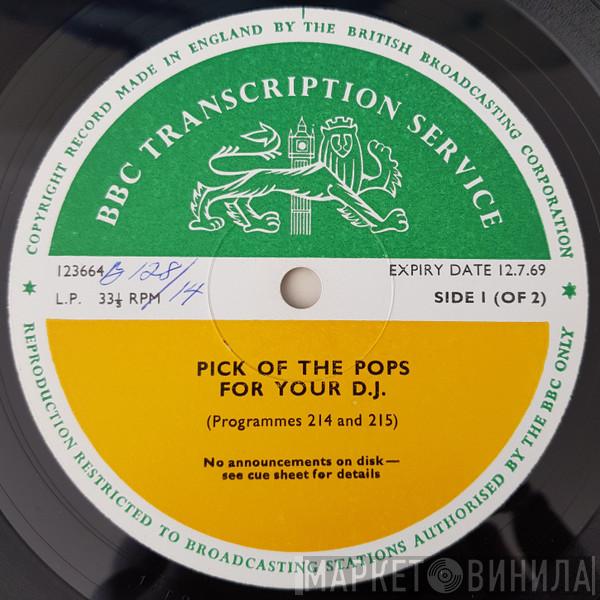 COPYRIGHT RECORD MADE IN ENGLAND BY THE BRITISH BROADCASTING CORPORATION
BBC TRANSCRIPTION SERVICE
123664 B 128/14
EXPIRY DATE 12.7.69
L.P. 33⅓ RPM
SIDE 1 (OF 2)
PICK OF THE POPS
FOR YOUR D.J.
(Programmes 214 and 215)
No announcements on disk—
see cue sheet for details
REPRODUCTION RESTRICTED TO BROADCASTING STATIONS AUTHORISED BY THE BBC ONLY
МАРКЕТ ВИНИЛА